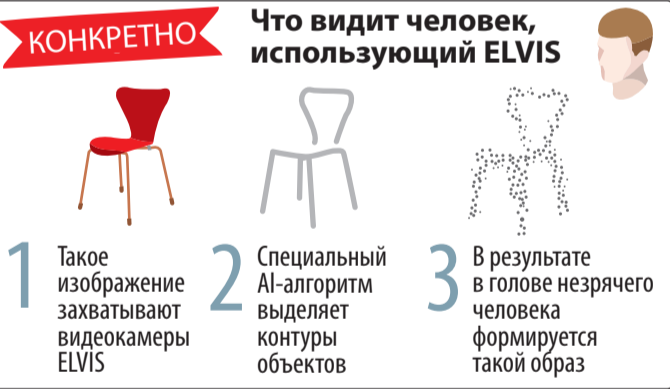 КОНКРЕТНО
Что видит человек,
использующий ELVIS
1
Такое
изображение
захватывают
видеокамеры
ELVIS
2
Специальный
AI-алгоритм
выделяет
контуры
объектов
3
В результате
в голове незрячего
человека
формируется
такой образ